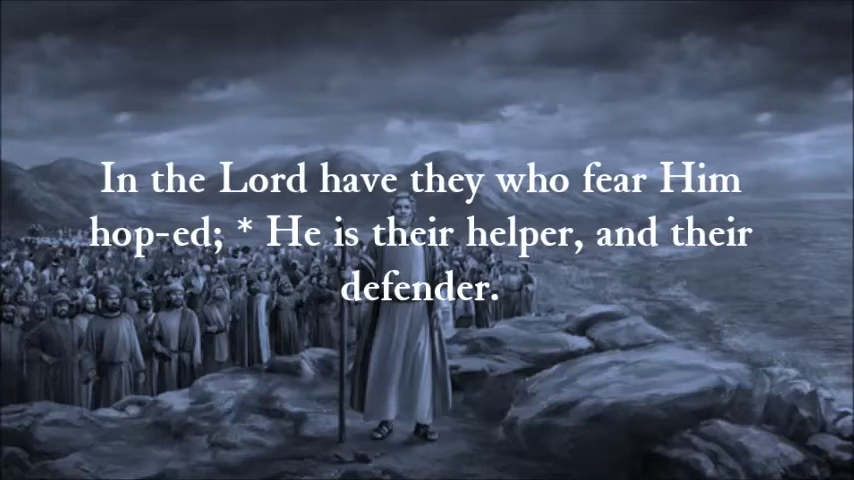 In the Lord have they who fear Him
hop-ed; * He is their helper, and their
defender.